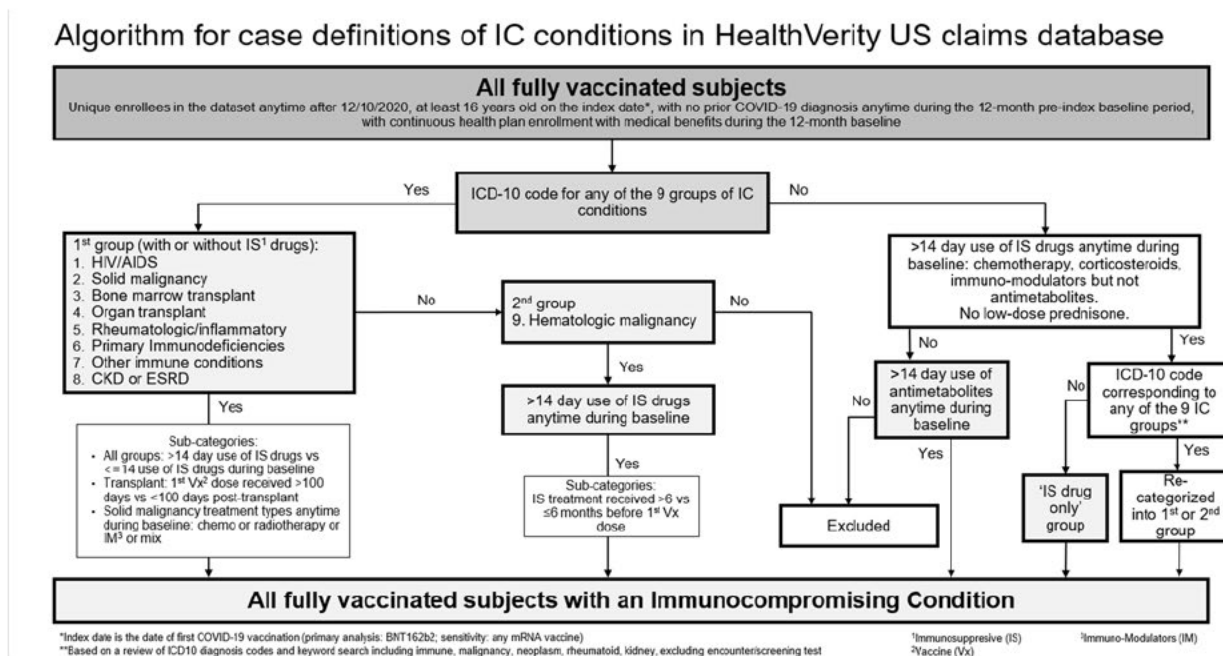 Algorithm for case definitions of IC conditions in HealthVerity US claims database
All fully vaccinated subjects
Unique enrollees in the dataset anytime after 12/10/2020, at least 16 years old on the index date*, with no prior COVID-19 diagnosis anytime during the 12-month pre-index baseline period,
with continuous health plan enrollment with medical benefits during the 12-month baseline
Yes
ICD-10 code for any of the 9 groups of IC
conditions
No
1st group (with or without IS¹ drugs):
1. HIV/AIDS
2. Solid malignancy
3. Bone marrow transplant
4. Organ transplant
5. Rheumatologic/inflammatory
6. Primary Immunodeficiencies
7. Other immune conditions
8. CKD or ESRD
No
2nd group
9. Hematologic malignancy
No
>14 day use of IS drugs anytime during
baseline: chemotherapy, corticosteroids,
immuno-modulators but not
antimetabolites.
No low-dose prednisone.
Yes
>14 day use of IS drugs
anytime during baseline
No
>14 day use of
antimetabolites
anytime during
baseline
No
Yes
ICD-10 code
corresponding to
any of the 9 IC
groups**
No
Yes
Sub-categories:
• All groups: >14 day use of IS drugs vs
<=14 use of IS drugs during baseline
• Transplant: 1st Vx² dose received >100
days vs <100 days post-transplant
• Solid malignancy treatment types anytime
during baseline: chemo or radiotherapy or
IM³ or mix
Yes
Sub-categories:
IS treatment received >6 vs
≤6 months before 1st Vx
dose
Excluded
Yes
'IS drug
only'
group
Yes
Re-
categorized
into 1st or 2nd
group
All fully vaccinated subjects with an Immunocompromising Condition
*Index date is the date of first COVID-19 vaccination (primary analysis: BNT162b2; sensitivity: any mRNA vaccine)
**Based on a review of ICD10 diagnosis codes and keyword search including immune, malignancy, neoplasm, rheumatoid, kidney, excluding encounter/screening test
¹Immunosuppresive (IS)
²Vaccine (Vx)
³Immuno-Modulators (IM)